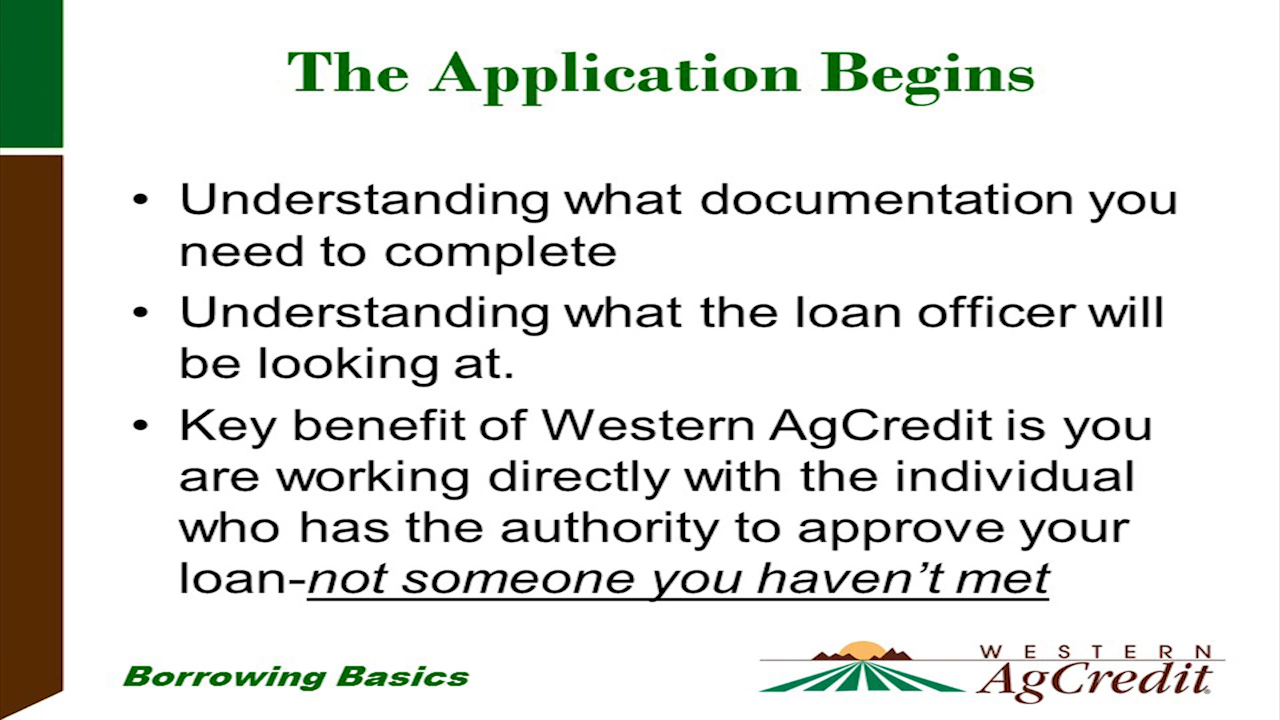 The Application Begins
• Understanding what documentation you
need to complete
• Understanding what the loan officer will
be looking at.
• Key benefit of Western AgCredit is you
are working directly with the individual
who has the authority to approve your
loan-not someone you haven't met
Borrowing Basics
WESTERN
AgCredit®